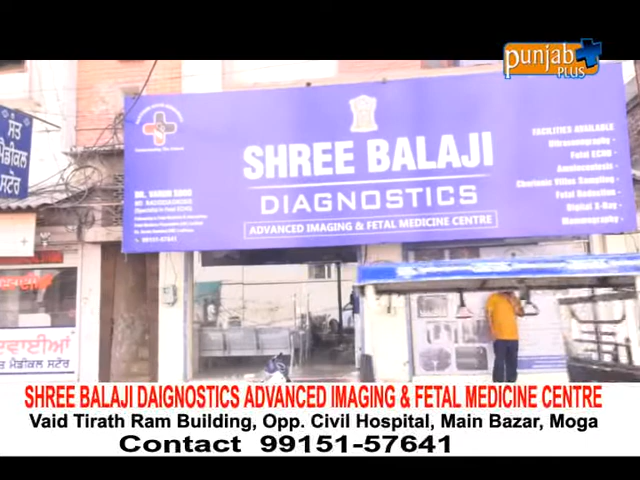 punjab
PLUS
ਸੰਤ
ਮੈਡੀਕਲ
ਸਟੋਰ
SHREE BALAJI
DIAGNOSTICS
ADVANCED IMAGING & FETAL MEDICINE CENTRE
99151-57641
FACILITIES AVAILABLE
Ultrasonography -
Fetal ECHO -
Amniocentesis -
Chorionic Villus Sampling -
Fetal Reduction -
Digital X-Ray -
Mammography -
ਦਵਾਈਆਂ
ਮੈਡੀਕਲ ਸਟੋਰ
SHREE BALAJI DAIGNOSTICS ADVANCED IMAGING & FETAL MEDICINE CENTRE
Vaid Tirath Ram Building, Opp. Civil Hospital, Main Bazar, Moga
Contact 99151-57641